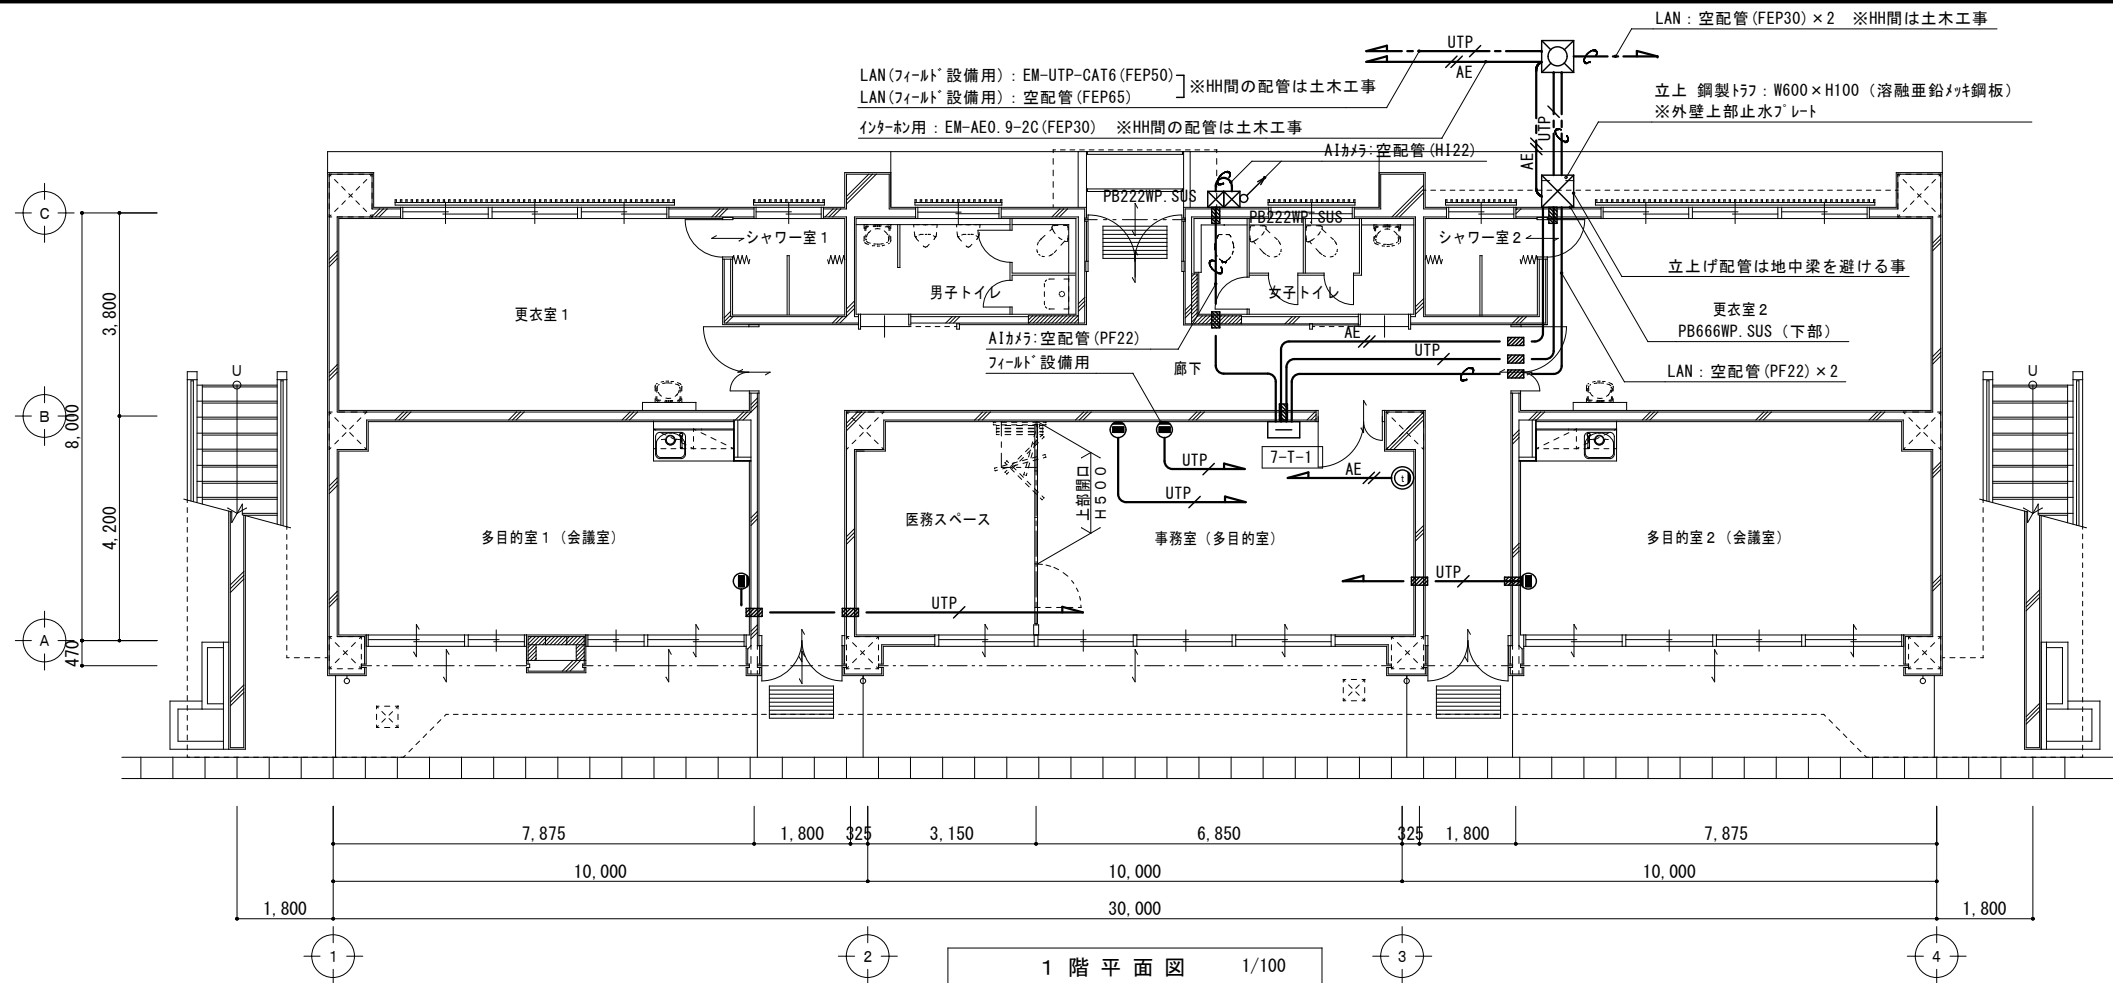 LAN：空配管(FEP30)×2　※HH間は土木工事
UTP
AE
LAN(ﾌｨｰﾙﾄﾞ設備用)：EM-UTP-CAT6(FEP50)
LAN(ﾌｨｰﾙﾄﾞ設備用)：空配管(FEP65)
※HH間の配管は土木工事
ｲﾝﾀｰﾎﾝ用：EM-AE0.9-2C(FEP30)　※HH間の配管は土木工事
立上 鋼製ﾄﾗﾌ：W600×H100（溶融亜鉛ﾒｯｷ鋼板）
※外壁上部止水ﾌﾟﾚｰﾄ
UTP
AE
AIｶﾒﾗ:空配管(HI22)
PB222WP.SUS
PB222WP.SUS
C
シャワー室1
シャワー室2
男子トイレ
女子トイレ
更衣室1
立上げ配管は地中梁を避ける事
更衣室2
PB666WP.SUS（下部）
3,800
AIｶﾒﾗ:空配管(PF22)
ﾌｨｰﾙﾄﾞ設備用
廊下
AE
UTP
LAN：空配管(PF22)×2
U
U
B
8,000
4,200
7-T-1
UTP
UTP
AE
t
上部開口
H500
医務スペース
多目的室1（会議室）
事務室（多目的室）
多目的室2（会議室）
UTP
UTP
A
470
7,875
1,800
325
3,150
6,850
325
1,800
7,875
10,000
10,000
10,000
1,800
30,000
1,800
1
2
3
4
1階平面図　1/100